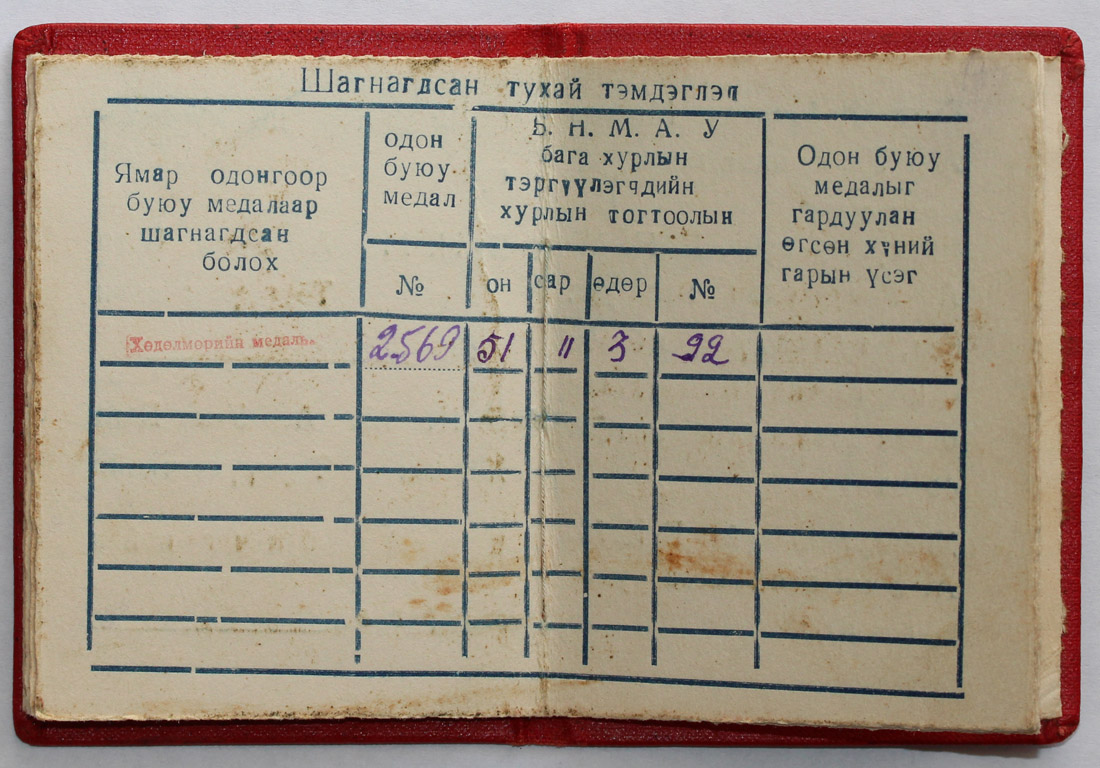 Шагнагдсан тухай тэмдэглэл
Ямар одонгоор
буюу медалаар
шагнагдсан
болох
одон
буюу
медал
№
Б. Н. М. А. У
бага хурлын
тэргүүлэгчдийн
хурлын тогтоолын
он
сар
өдөр
№
Одон буюу
медалыг
гардуулан
өгсөн хүний
гарын үсэг
Хөдөлмөрийн медаль.
2569
51
11
3
92